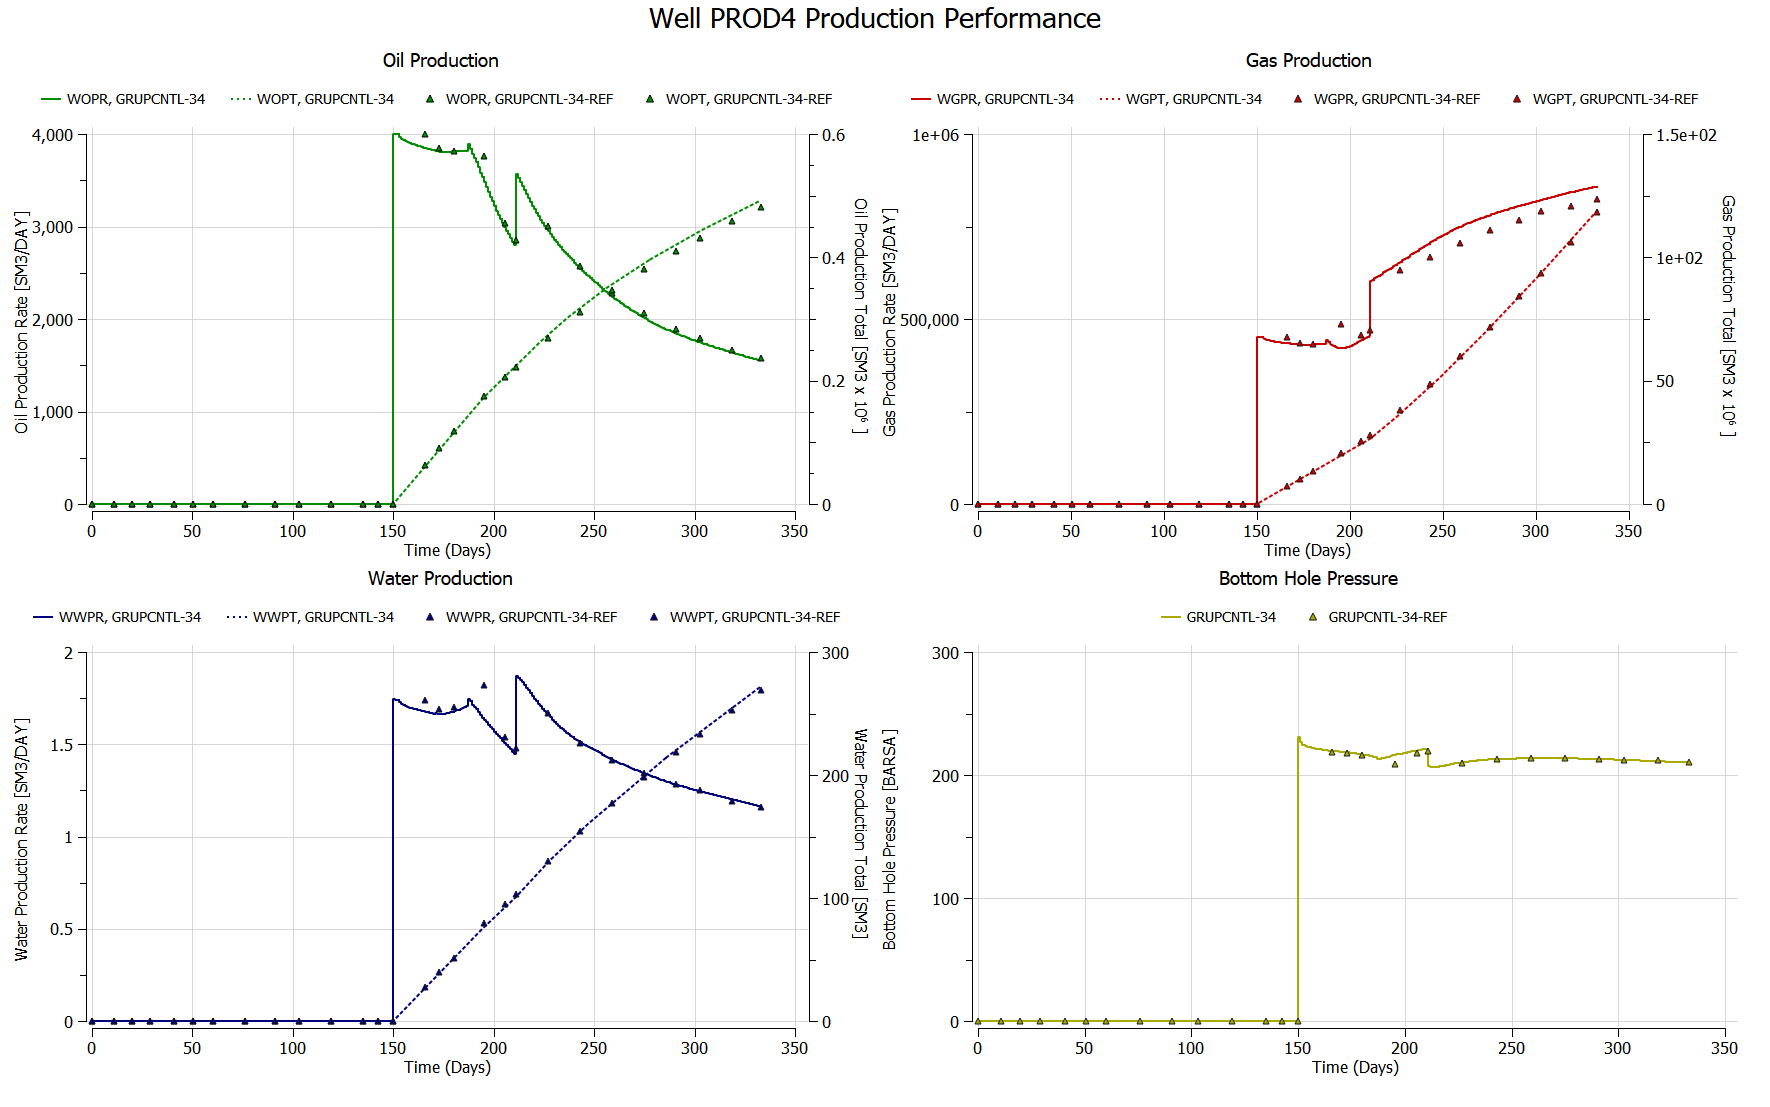 Well PROD4 Production Performance
Oil Production
WOPR, GRUPCNTL-34 WOPT, GRUPCNTL-34 WOPR, GRUPCNTL-34-REF WOPT, GRUPCNTL-34-REF
4,000
3,000
2,000
1,000
0
Oil Production Rate [SM3/DAY]
0.6
0.4
0.2
0
Oil Production Total [SM3 x 10⁶ ]
0 50 100 150 200 250 300 350
Time (Days)
Gas Production
WGPR, GRUPCNTL-34 WGPT, GRUPCNTL-34 WGPR, GRUPCNTL-34-REF WGPT, GRUPCNTL-34-REF
1e+06
500,000
0
Gas Production Rate [SM3/DAY]
1.5e+02
1e+02
50
0
Gas Production Total [SM3 x 10⁶ ]
0 50 100 150 200 250 300 350
Time (Days)
Water Production
WWPR, GRUPCNTL-34 WWPT, GRUPCNTL-34 WWPR, GRUPCNTL-34-REF WWPT, GRUPCNTL-34-REF
2
1.5
1
0.5
0
Water Production Rate [SM3/DAY]
300
200
100
0
Water Production Total [SM3]
0 50 100 150 200 250 300 350
Time (Days)
Bottom Hole Pressure
GRUPCNTL-34 GRUPCNTL-34-REF
300
200
100
0
Bottom Hole Pressure [BARSA]
0 50 100 150 200 250 300 350
Time (Days)